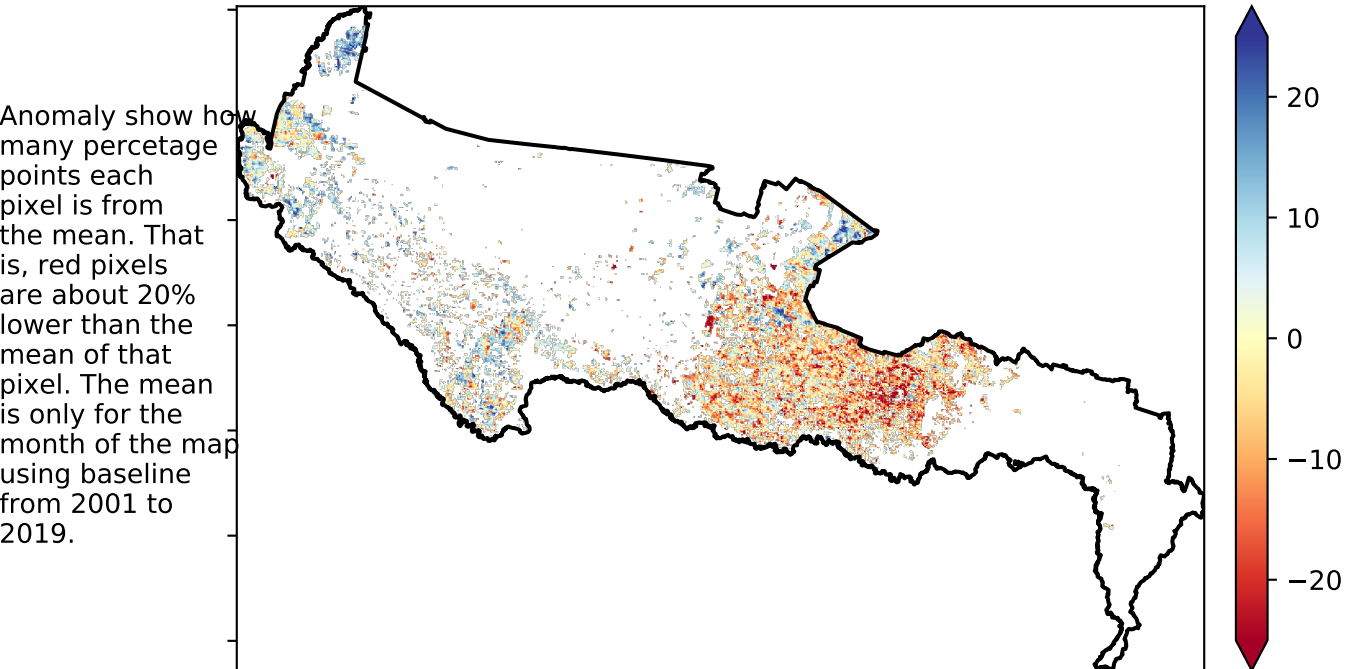 Anomaly show how
many percetage
points each
pixel is from
the mean. That
is, red pixels
are about 20%
lower than the
mean of that
pixel. The mean
is only for the
month of the map
using baseline
from 2001 to
2019.
20
10
0
−10
−20